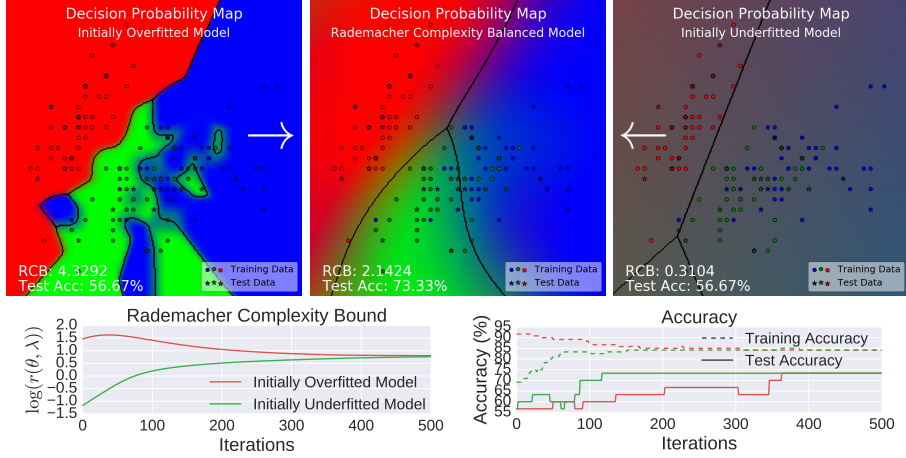 Decision Probability Map
Initially Overfitted Model
RCB: 4.3292
Test Acc: 56.67%
Training Data
Test Data
Decision Probability Map
Rademacher Complexity Balanced Model
RCB: 2.1424
Test Acc: 73.33%
Training Data
Test Data
Decision Probability Map
Initially Underfitted Model
RCB: 0.3104
Test Acc: 56.67%
Training Data
Test Data
Rademacher Complexity Bound
log(r(θ, λ))
2.0
1.5
1.0
0.5
0.0
−0.5
−1.0
−1.5
0 100 200 300 400 500
Iterations
Initially Overfitted Model
Initially Underfitted Model
Accuracy
Accuracy (%)
95
90
85
80
75
70
65
60
55
0 100 200 300 400 500
Iterations
Training Accuracy
Test Accuracy